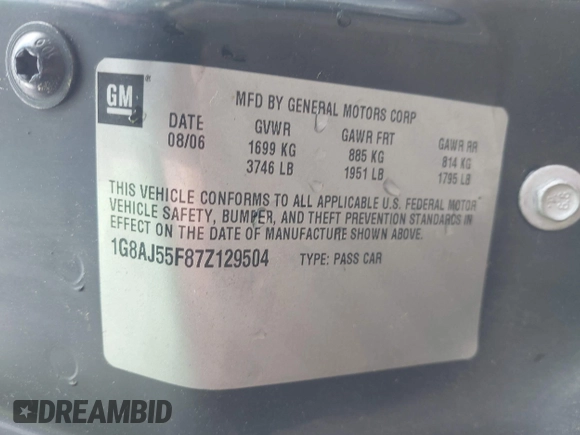 GM®
MFD BY GENERAL MOTORS CORP
DATE GVWR GAWR FRT GAWR RR
08/06 1699 KG 885 KG 814 KG
3746 LB 1951 LB 1795 LB
THIS VEHICLE CONFORMS TO ALL APPLICABLE U.S. FEDERAL MOTOR
VEHICLE SAFETY, BUMPER, AND THEFT PREVENTION STANDARDS IN
EFFECT ON THE DATE OF MANUFACTURE SHOWN ABOVE.
1G8AJ55F87Z129504 TYPE: PASS CAR
DREAMBID